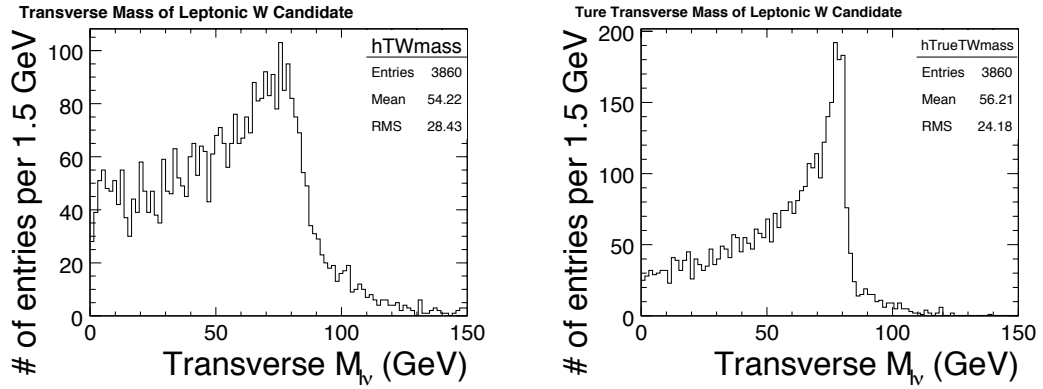 Transverse Mass of Leptonic W Candidate
# of entries per 1.5 GeV
100
80
60
40
20
0
hTWmass
Entries 3860
Mean 54.22
RMS 28.43
0 50 100 150
Transverse M_lν (GeV)
Ture Transverse Mass of Leptonic W Candidate
# of entries per 1.5 GeV
200
150
100
50
0
hTrueTWmass
Entries 3860
Mean 56.21
RMS 24.18
0 50 100 150
Transverse M_lν (GeV)